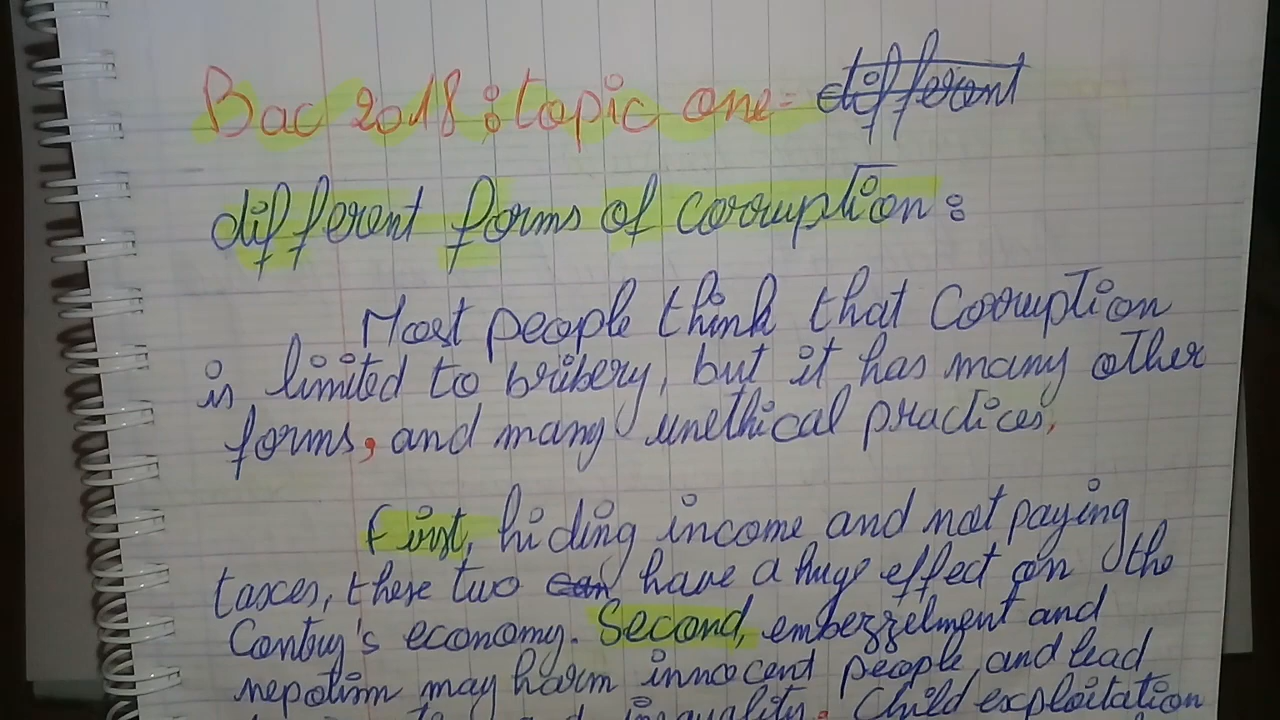 Bac 2018 : topic one = different
different forms of corruption :
Most people think that Corruption
is limited to bribery, but it has many other
forms, and many unethical practices,
First, hiding income and not paying
taxes, these two can have a huge effect on the
Contry's economy. Second, embezzelment and
nepotism may harm innocent people, and lead
and inequality. Child exploitation